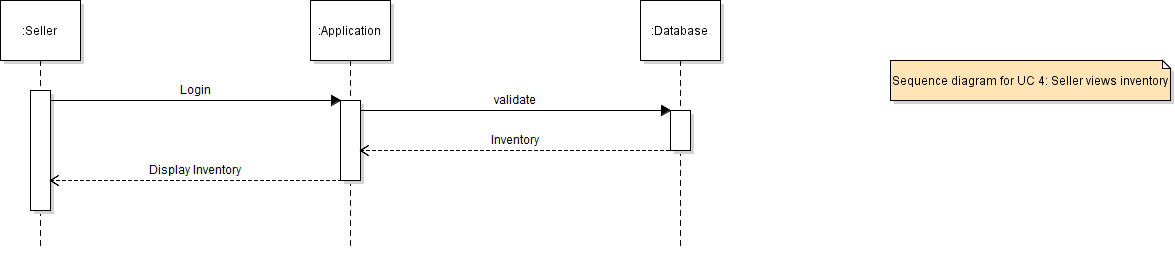 :Seller
:Application
:Database
Sequence diagram for UC 4: Seller views inventory
Login
validate
Inventory
Display Inventory